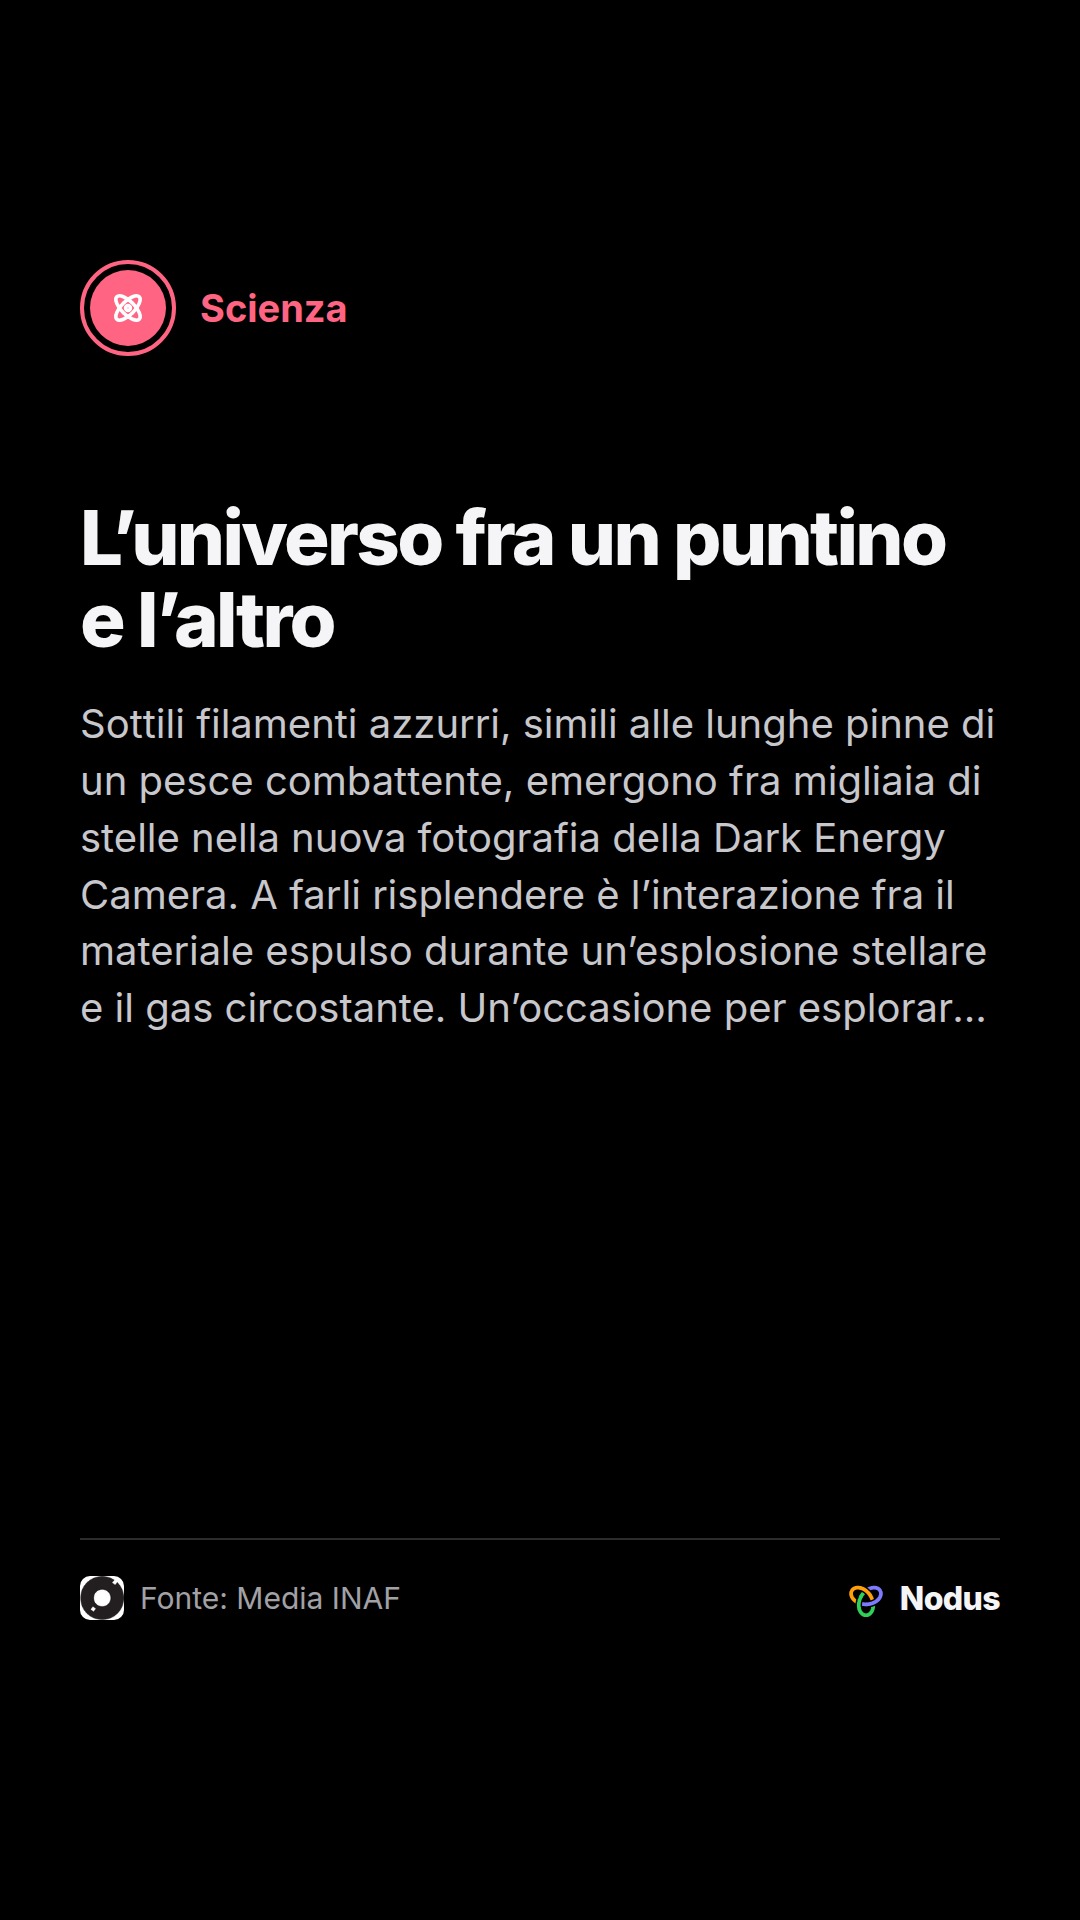 Scienza
L’universo fra un puntino
e l’altro
Sottili filamenti azzurri, simili alle lunghe pinne di
un pesce combattente, emergono fra migliaia di
stelle nella nuova fotografia della Dark Energy
Camera. A farli risplendere è l’interazione fra il
materiale espulso durante un’esplosione stellare
e il gas circostante. Un’occasione per esplorar…
Fonte: Media INAF
Nodus